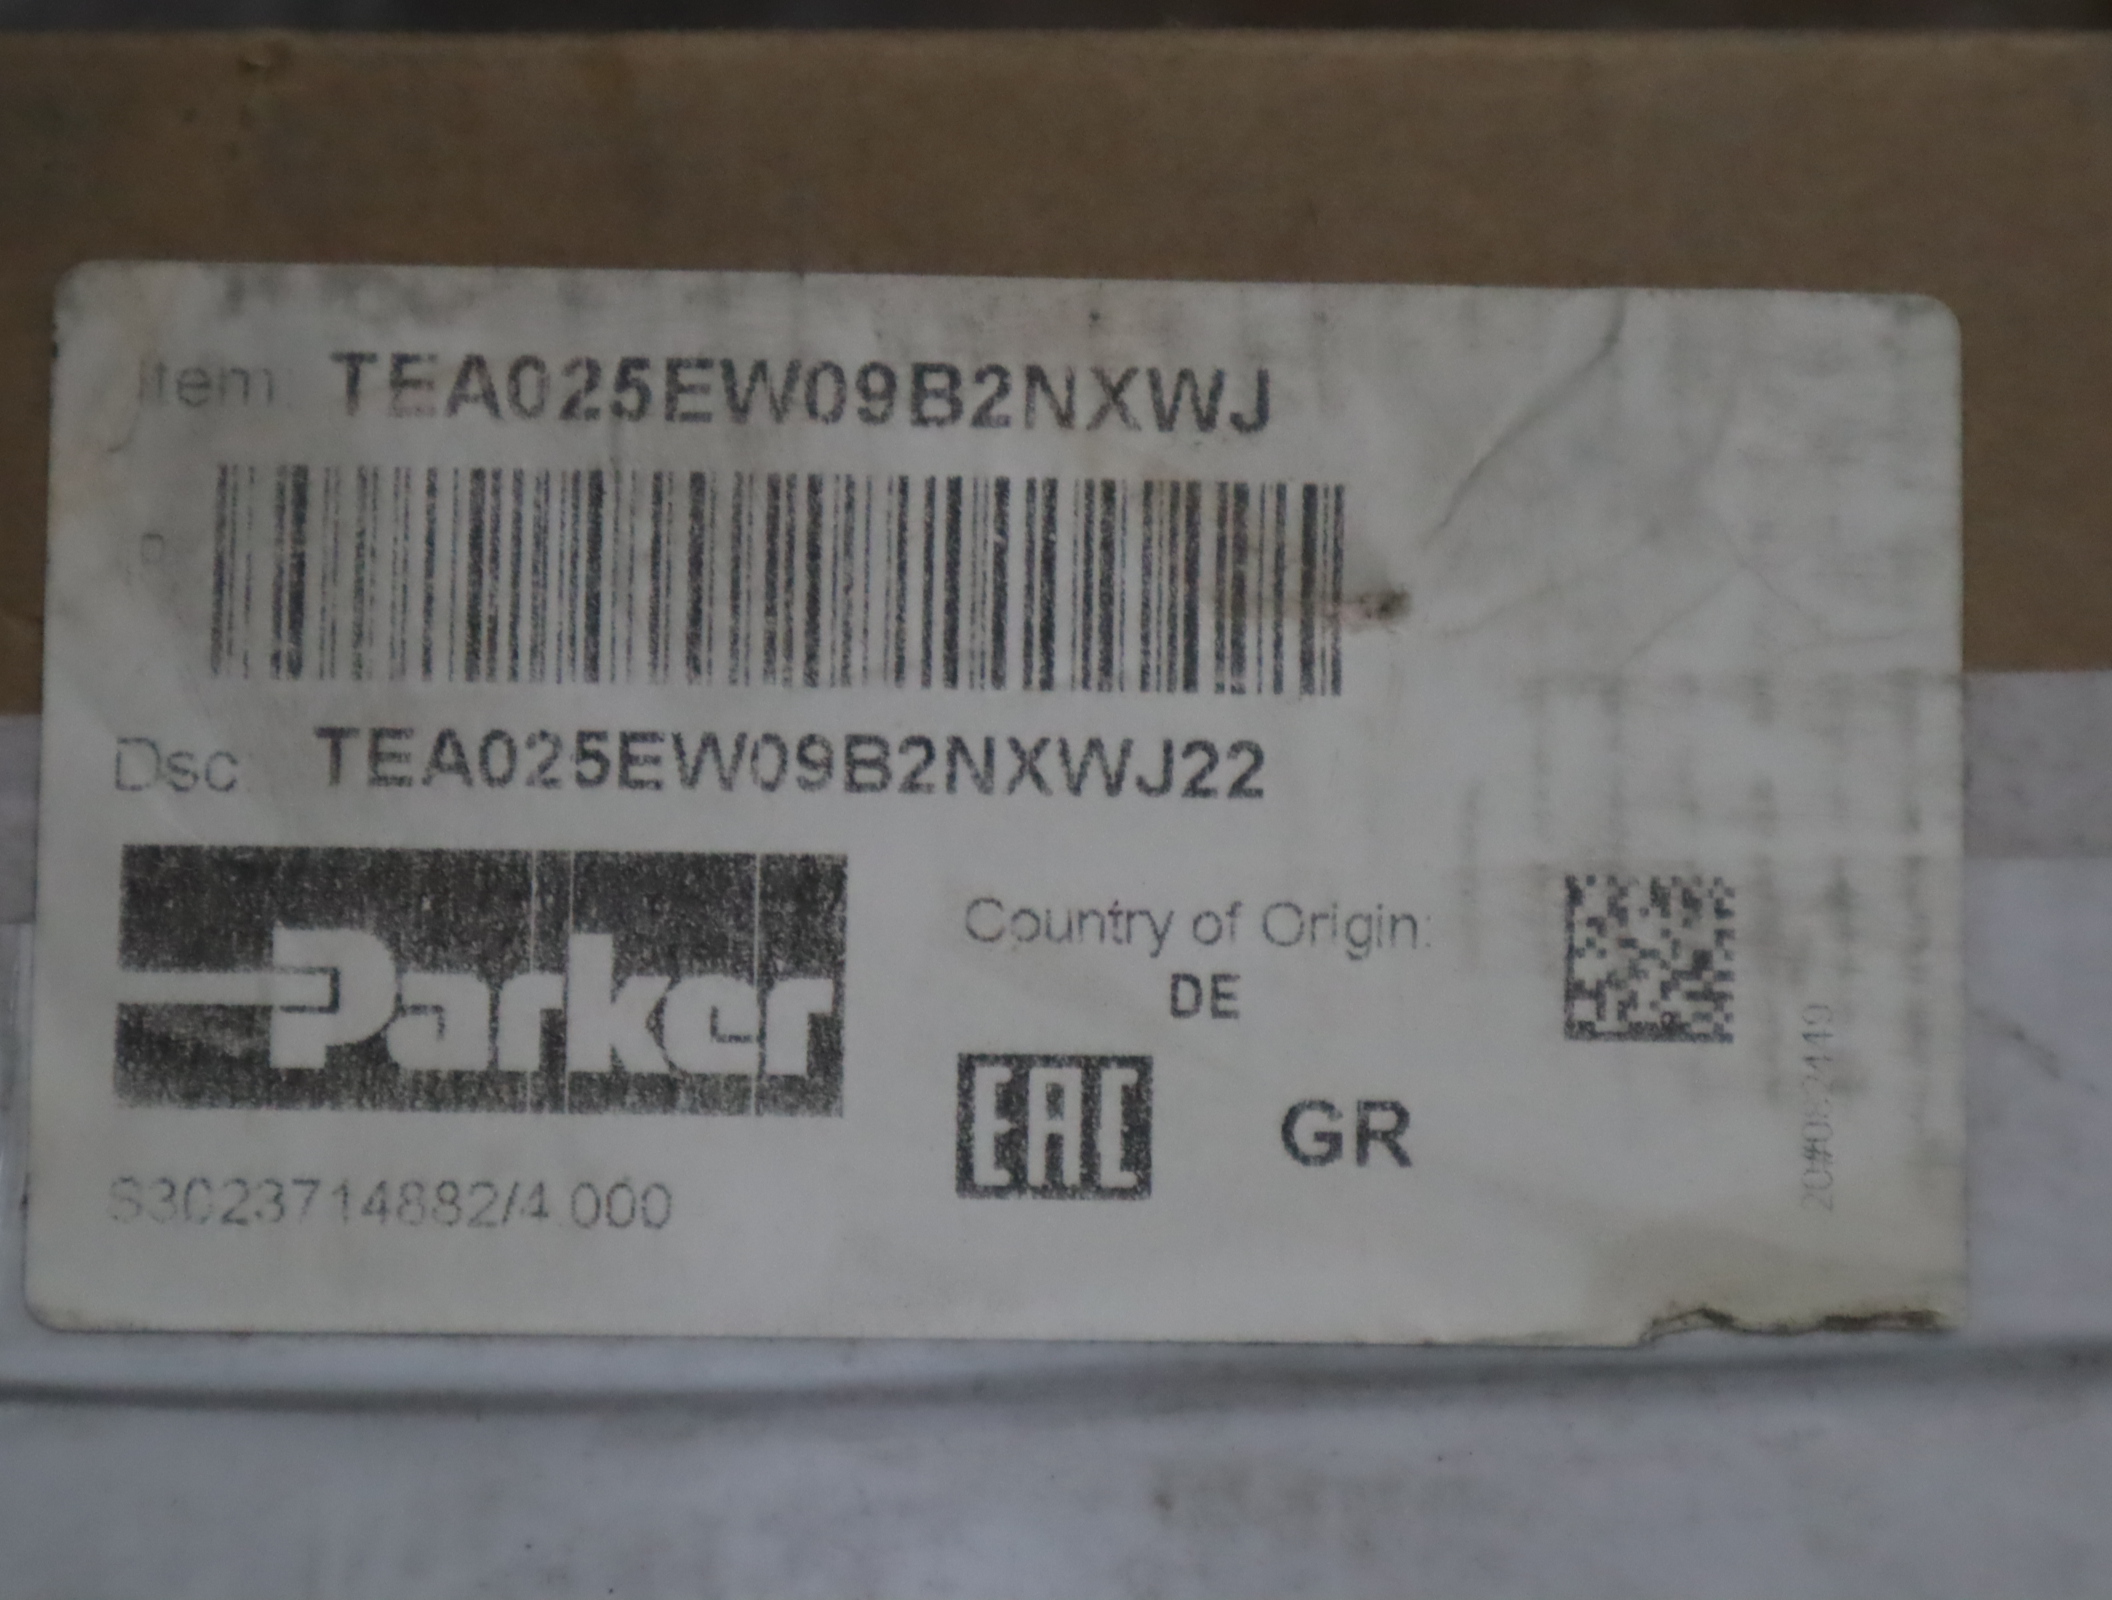 Item: TEA025EW09B2NXWJ
Dsc: TEA025EW09B2NXWJ22
Parker
Country of Origin:
DE
EAC
GR
S3023714882/4.000